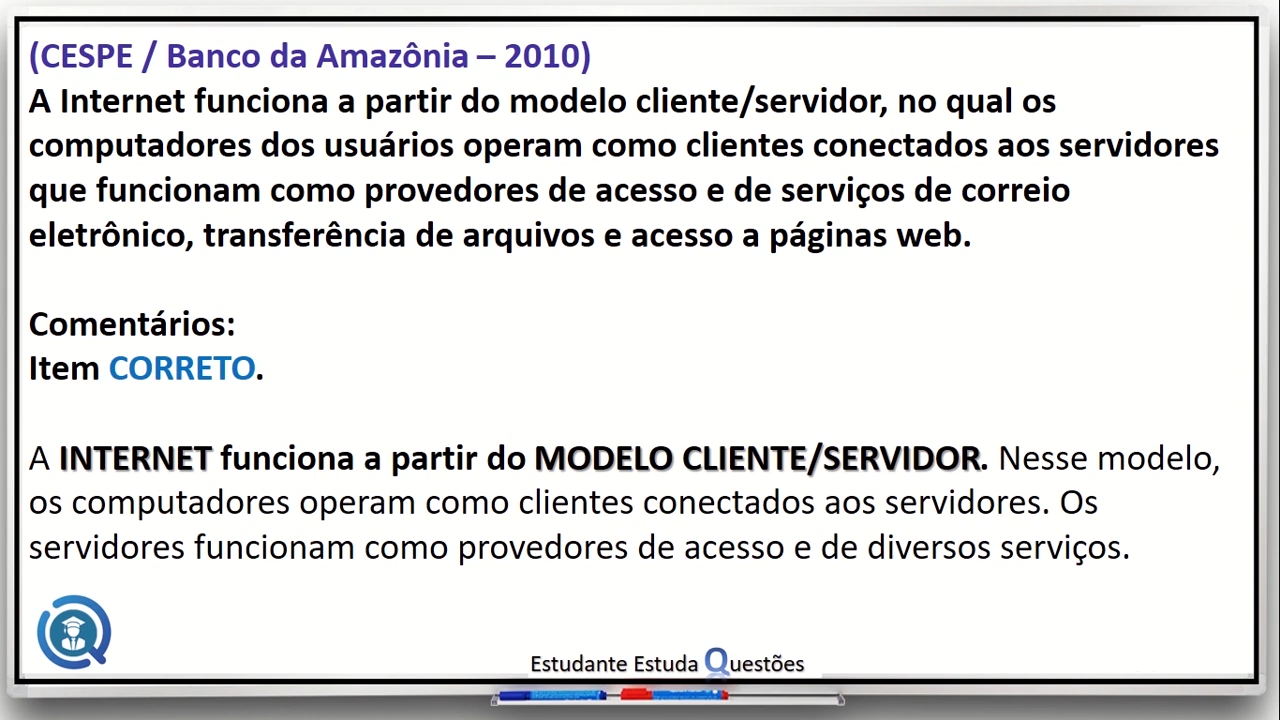 (CESPE / Banco da Amazônia – 2010)
A Internet funciona a partir do modelo cliente/servidor, no qual os
computadores dos usuários operam como clientes conectados aos servidores
que funcionam como provedores de acesso e de serviços de correio
eletrônico, transferência de arquivos e acesso a páginas web.
Comentários:
Item CORRETO.
A INTERNET funciona a partir do MODELO CLIENTE/SERVIDOR. Nesse modelo,
os computadores operam como clientes conectados aos servidores. Os
servidores funcionam como provedores de acesso e de diversos serviços.
Estudante Estuda Questões